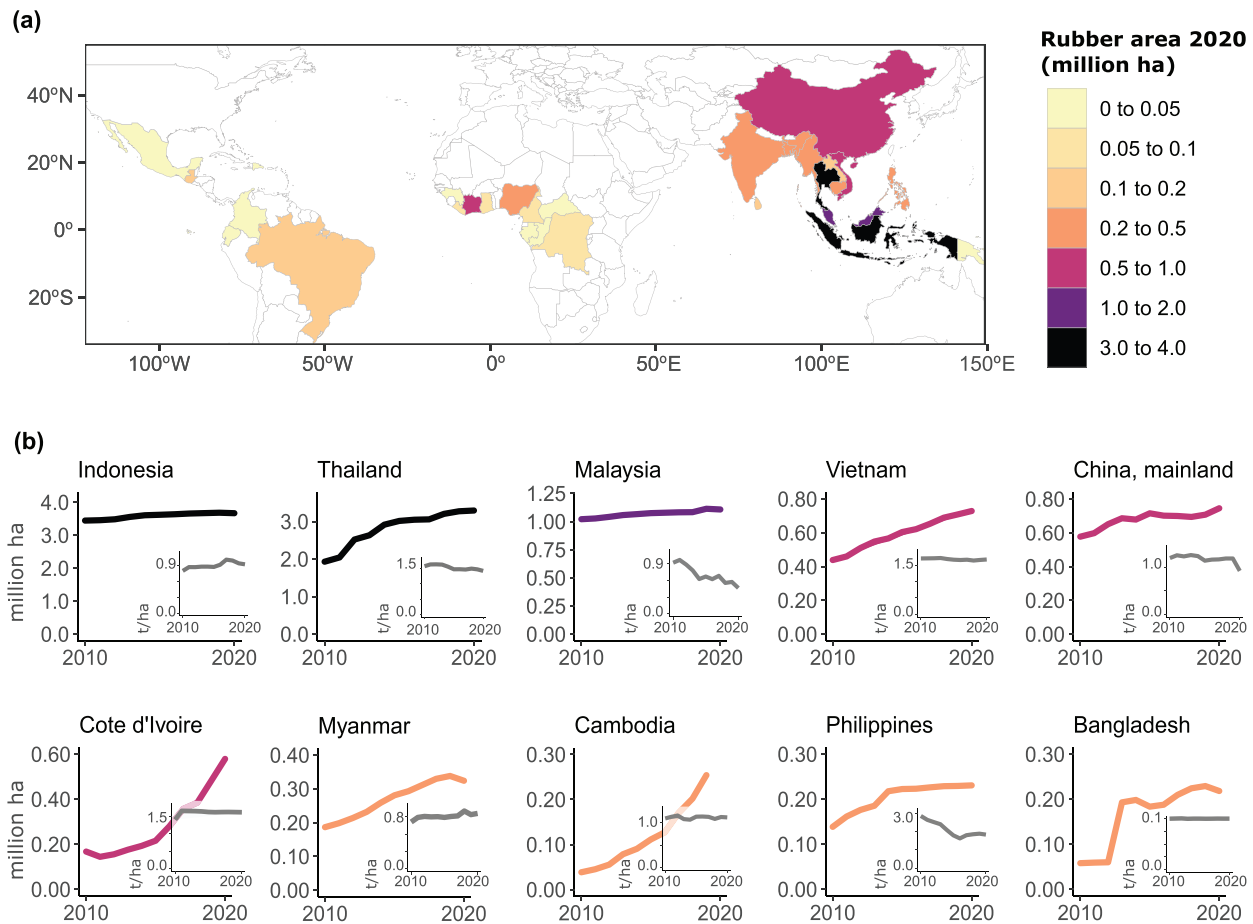 (a)
Rubber area 2020
(million ha)
40ºN
20ºN
0º
20ºS
100ºW
50ºW
0º
50ºE
100ºE
150ºE
0 to 0.05
0.05 to 0.1
0.1 to 0.2
0.2 to 0.5
0.5 to 1.0
1.0 to 2.0
3.0 to 4.0
(b)
million ha
Indonesia
4.0
3.0
2.0
1.0
0.0
2010
2020
t/ha
0.9
0.0
2010
2020
Thailand
3.0
2.0
1.0
0.0
2010
2020
t/ha
1.5
0.0
2010
2020
Malaysia
1.25
1.00
0.75
0.50
0.25
0.00
2010
2020
t/ha
0.9
0.0
2010
2020
Vietnam
0.80
0.60
0.40
0.20
0.00
2010
2020
t/ha
1.5
0.0
2010
2020
China, mainland
0.80
0.60
0.40
0.20
0.00
2010
2020
t/ha
1.0
0.0
2010
2020
million ha
Cote d'Ivoire
0.60
0.40
0.20
0.00
2010
2020
t/ha
1.5
0.0
2010
2020
Myanmar
0.40
0.30
0.20
0.10
0.00
2010
2020
t/ha
0.8
0.0
2010
2020
Cambodia
0.30
0.20
0.10
0.00
2010
2020
t/ha
1.0
0.0
2010
2020
Philippines
0.30
0.20
0.10
0.00
2010
2020
t/ha
3.0
0.0
2010
2020
Bangladesh
0.30
0.20
0.10
0.00
2010
2020
t/ha
0.1
0.0
2010
2020